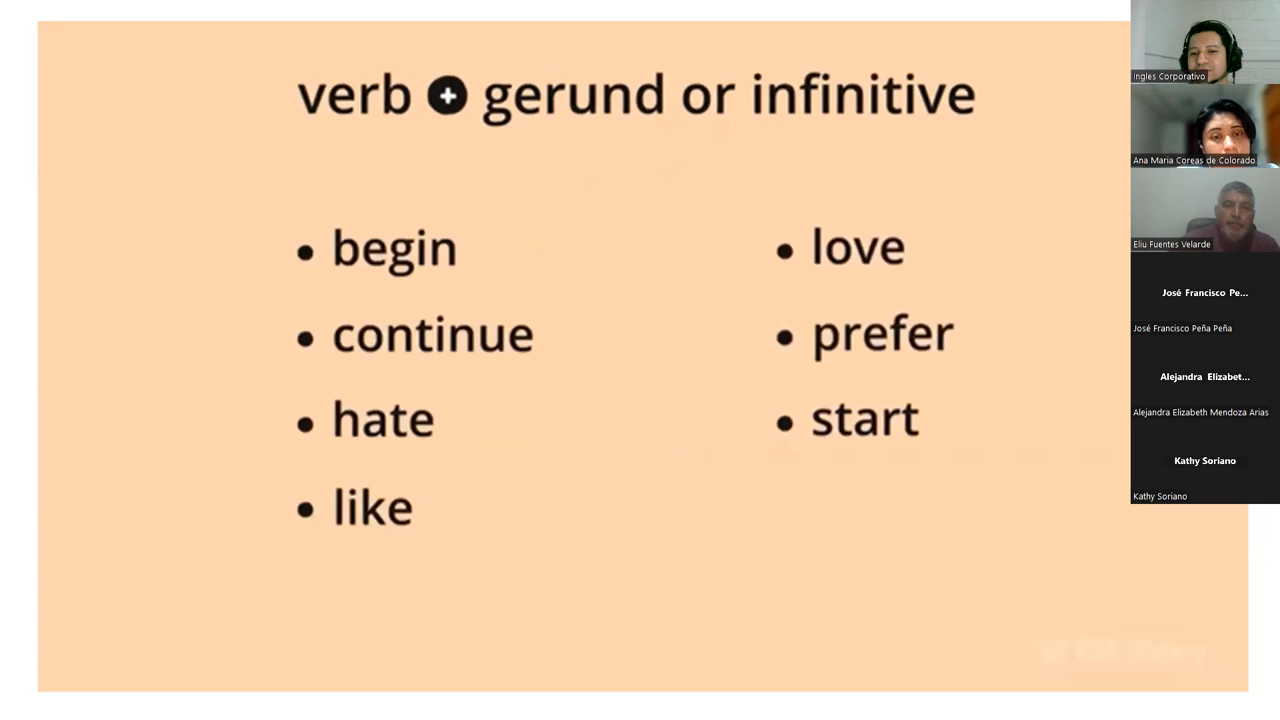 verb + gerund or infinitive
• begin
• continue
• hate
• like
• love
• prefer
• start
Ingles Corporativo
Ana Maria Coreas de Colorado
Eliu Fuentes Velarde
José Francisco Pe...
José Francisco Peña Peña
Alejandra Elizabet...
Alejandra Elizabeth Mendoza Arias
Kathy Soriano
Kathy Soriano